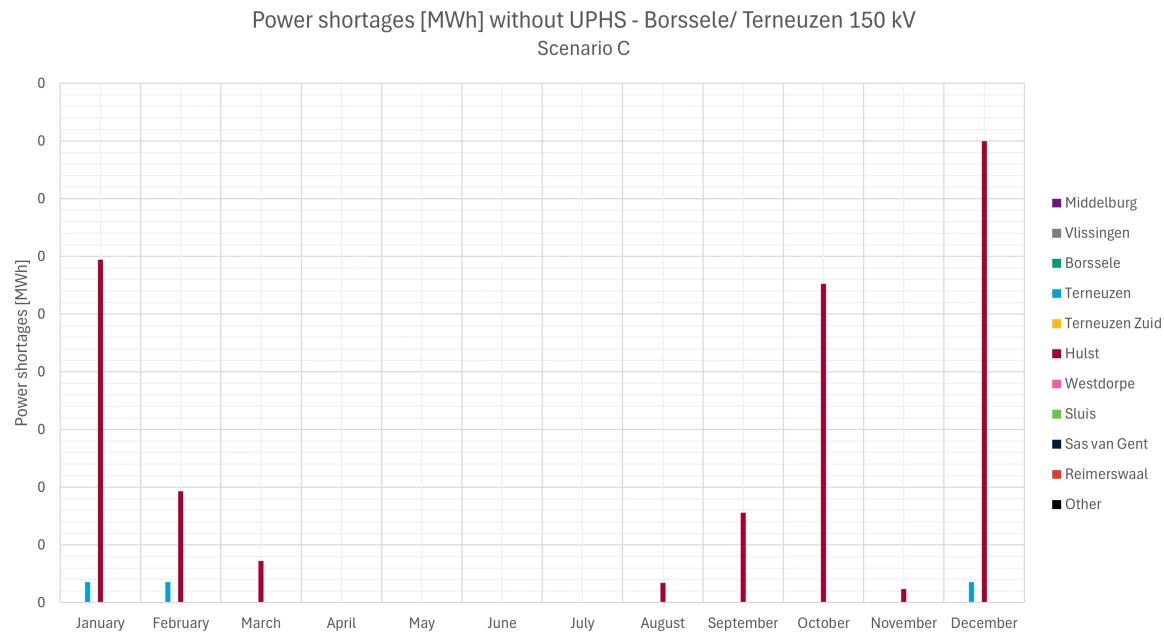 Power shortages [MWh] without UPHS - Borssele/ Terneuzen 150 kV
Scenario C
Power shortages [MWh]
0
0
0
0
0
0
0
0
0
0
January February March April May June July August September October November December
Middelburg
Vlissingen
Borssele
Terneuzen
Terneuzen Zuid
Hulst
Westdorpe
Sluis
Sas van Gent
Reimerswaal
Other